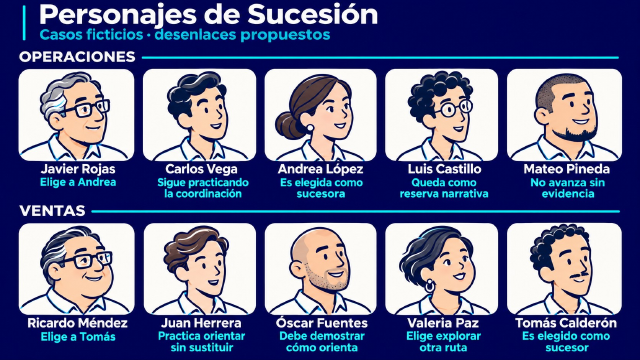 Personajes de Sucesión
Casos ficticios · desenlaces propuestos
OPERACIONES
Javier Rojas
Elige a Andrea
Carlos Vega
Sigue practicando
la coordinación
Andrea López
Es elegida como
sucesora
Luis Castillo
Queda como
reserva narrativa
Mateo Pineda
No avanza sin
evidencia
VENTAS
Ricardo Méndez
Elige a Tomás
Juan Herrera
Practica orientar
sin sustituir
Óscar Fuentes
Debe demostrar
cómo orienta
Valeria Paz
Elige explorar
otra ruta
Tomás Calderón
Es elegido como
sucesor